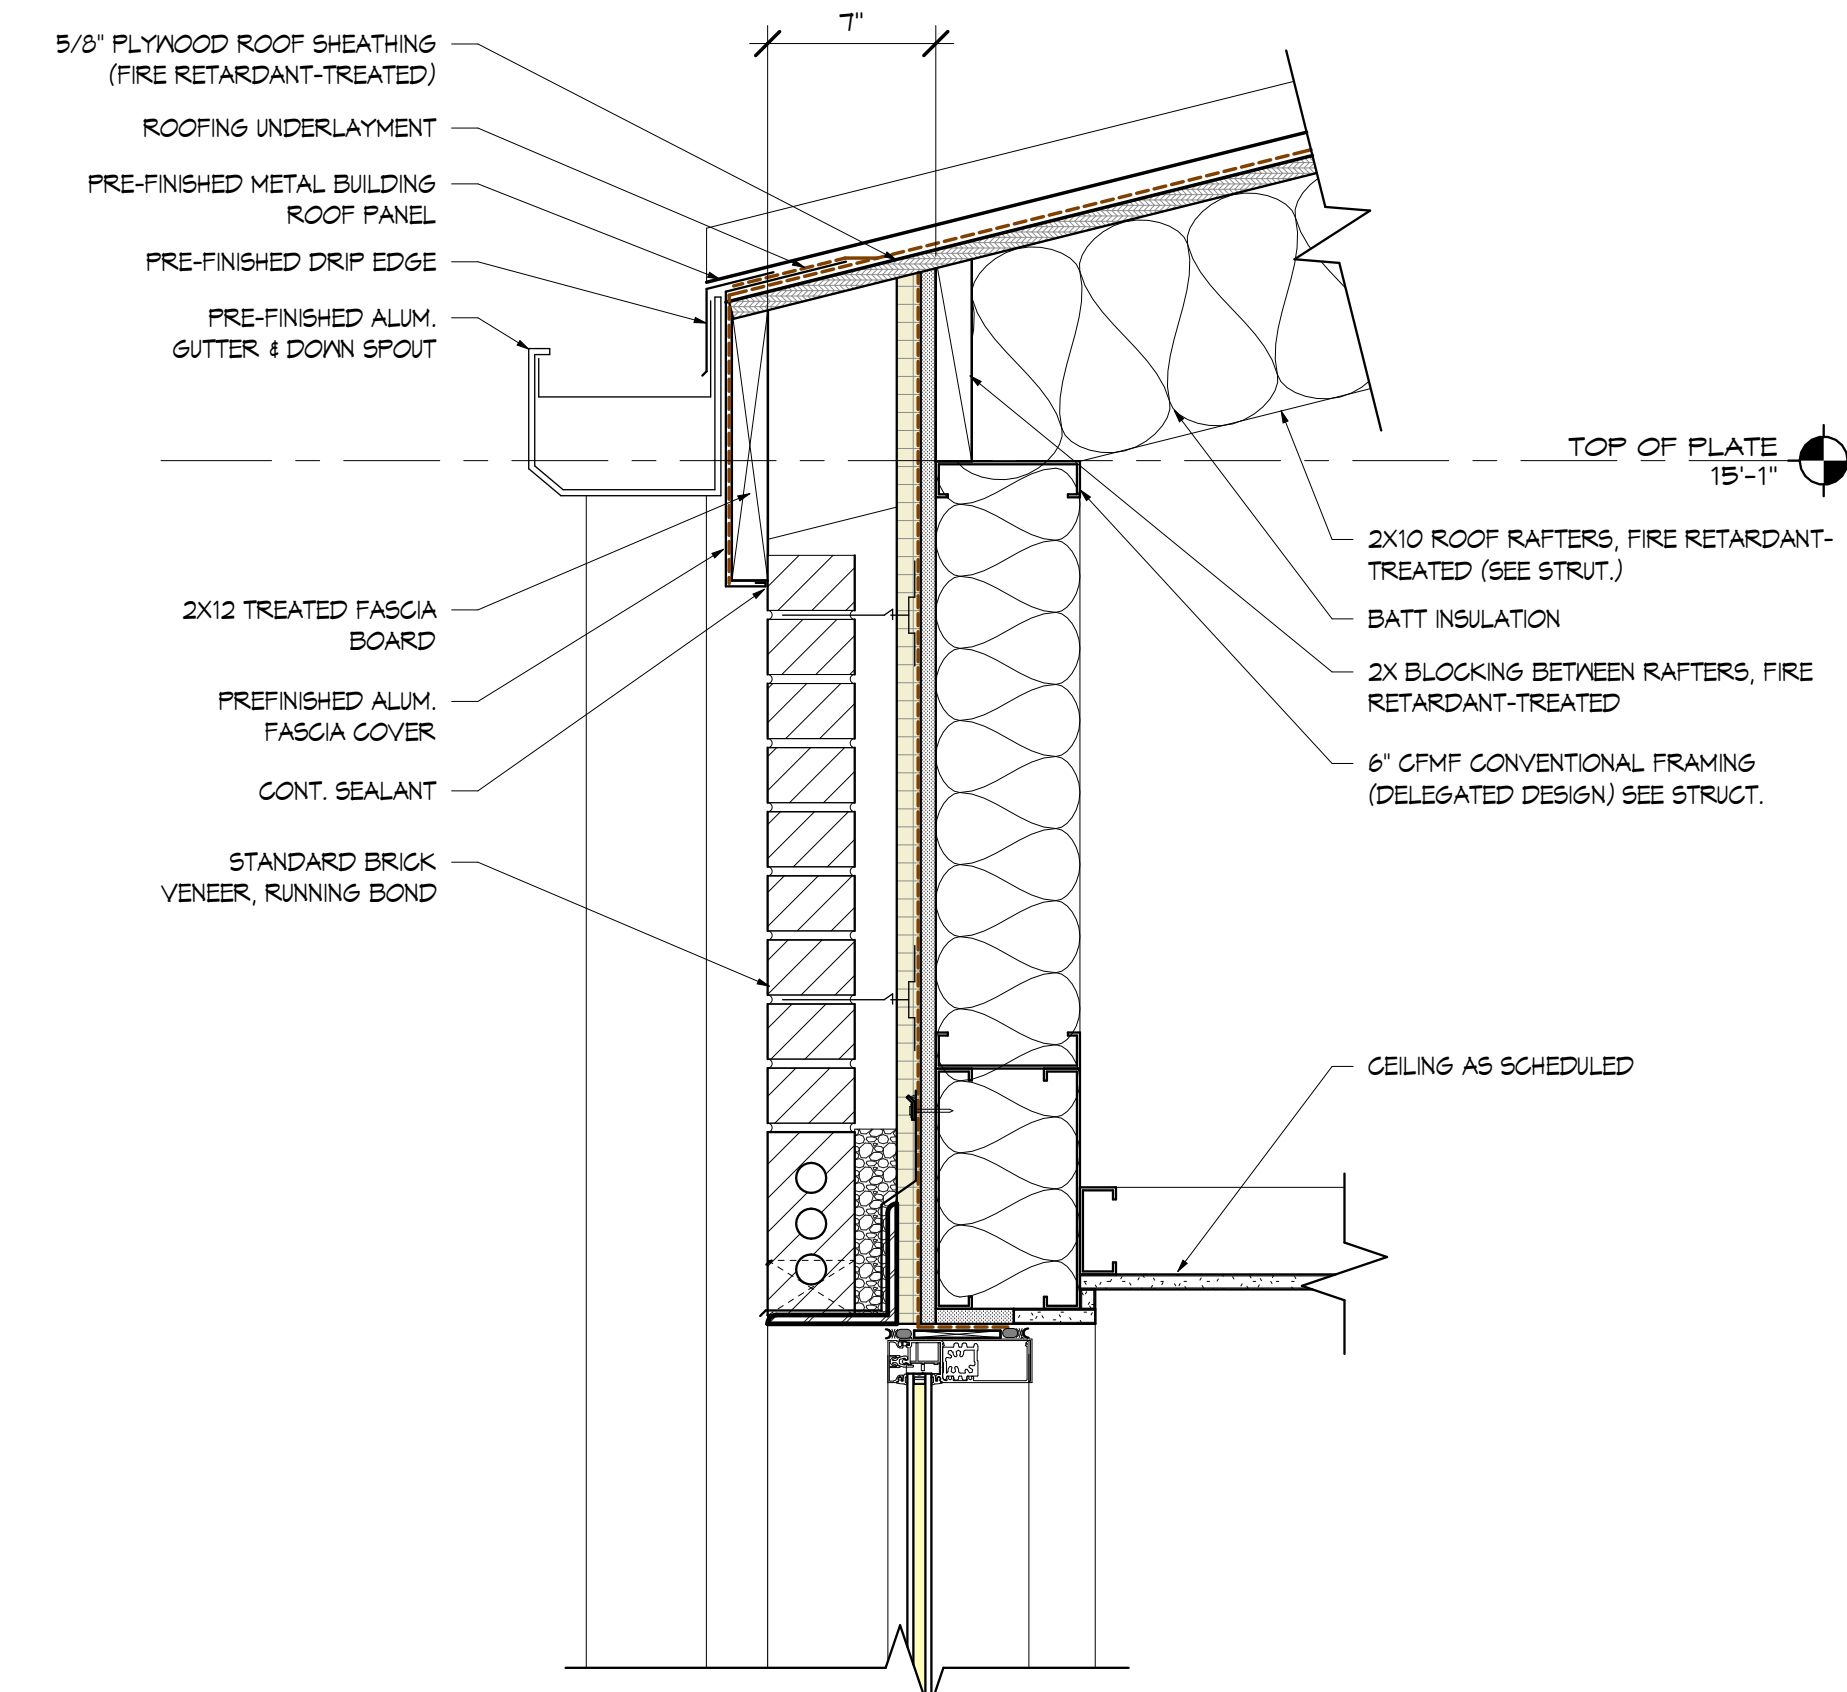 7"
5/8" PLYWOOD ROOF SHEATHING
(FIRE RETARDANT-TREATED)
ROOFING UNDERLAYMENT
PRE-FINISHED METAL BUILDING
ROOF PANEL
PRE-FINISHED DRIP EDGE
PRE-FINISHED ALUM.
GUTTER & DOWN SPOUT
2X12 TREATED FASCIA
BOARD
PREFINISHED ALUM.
FASCIA COVER
CONT. SEALANT
STANDARD BRICK
VENEER, RUNNING BOND
TOP OF PLATE
15'-1"
2X10 ROOF RAFTERS, FIRE RETARDANT-
TREATED (SEE STRUT.)
BATT INSULATION
2X BLOCKING BETWEEN RAFTERS, FIRE
RETARDANT-TREATED
6" CFMF CONVENTIONAL FRAMING
(DELEGATED DESIGN) SEE STRUCT.
CEILING AS SCHEDULED